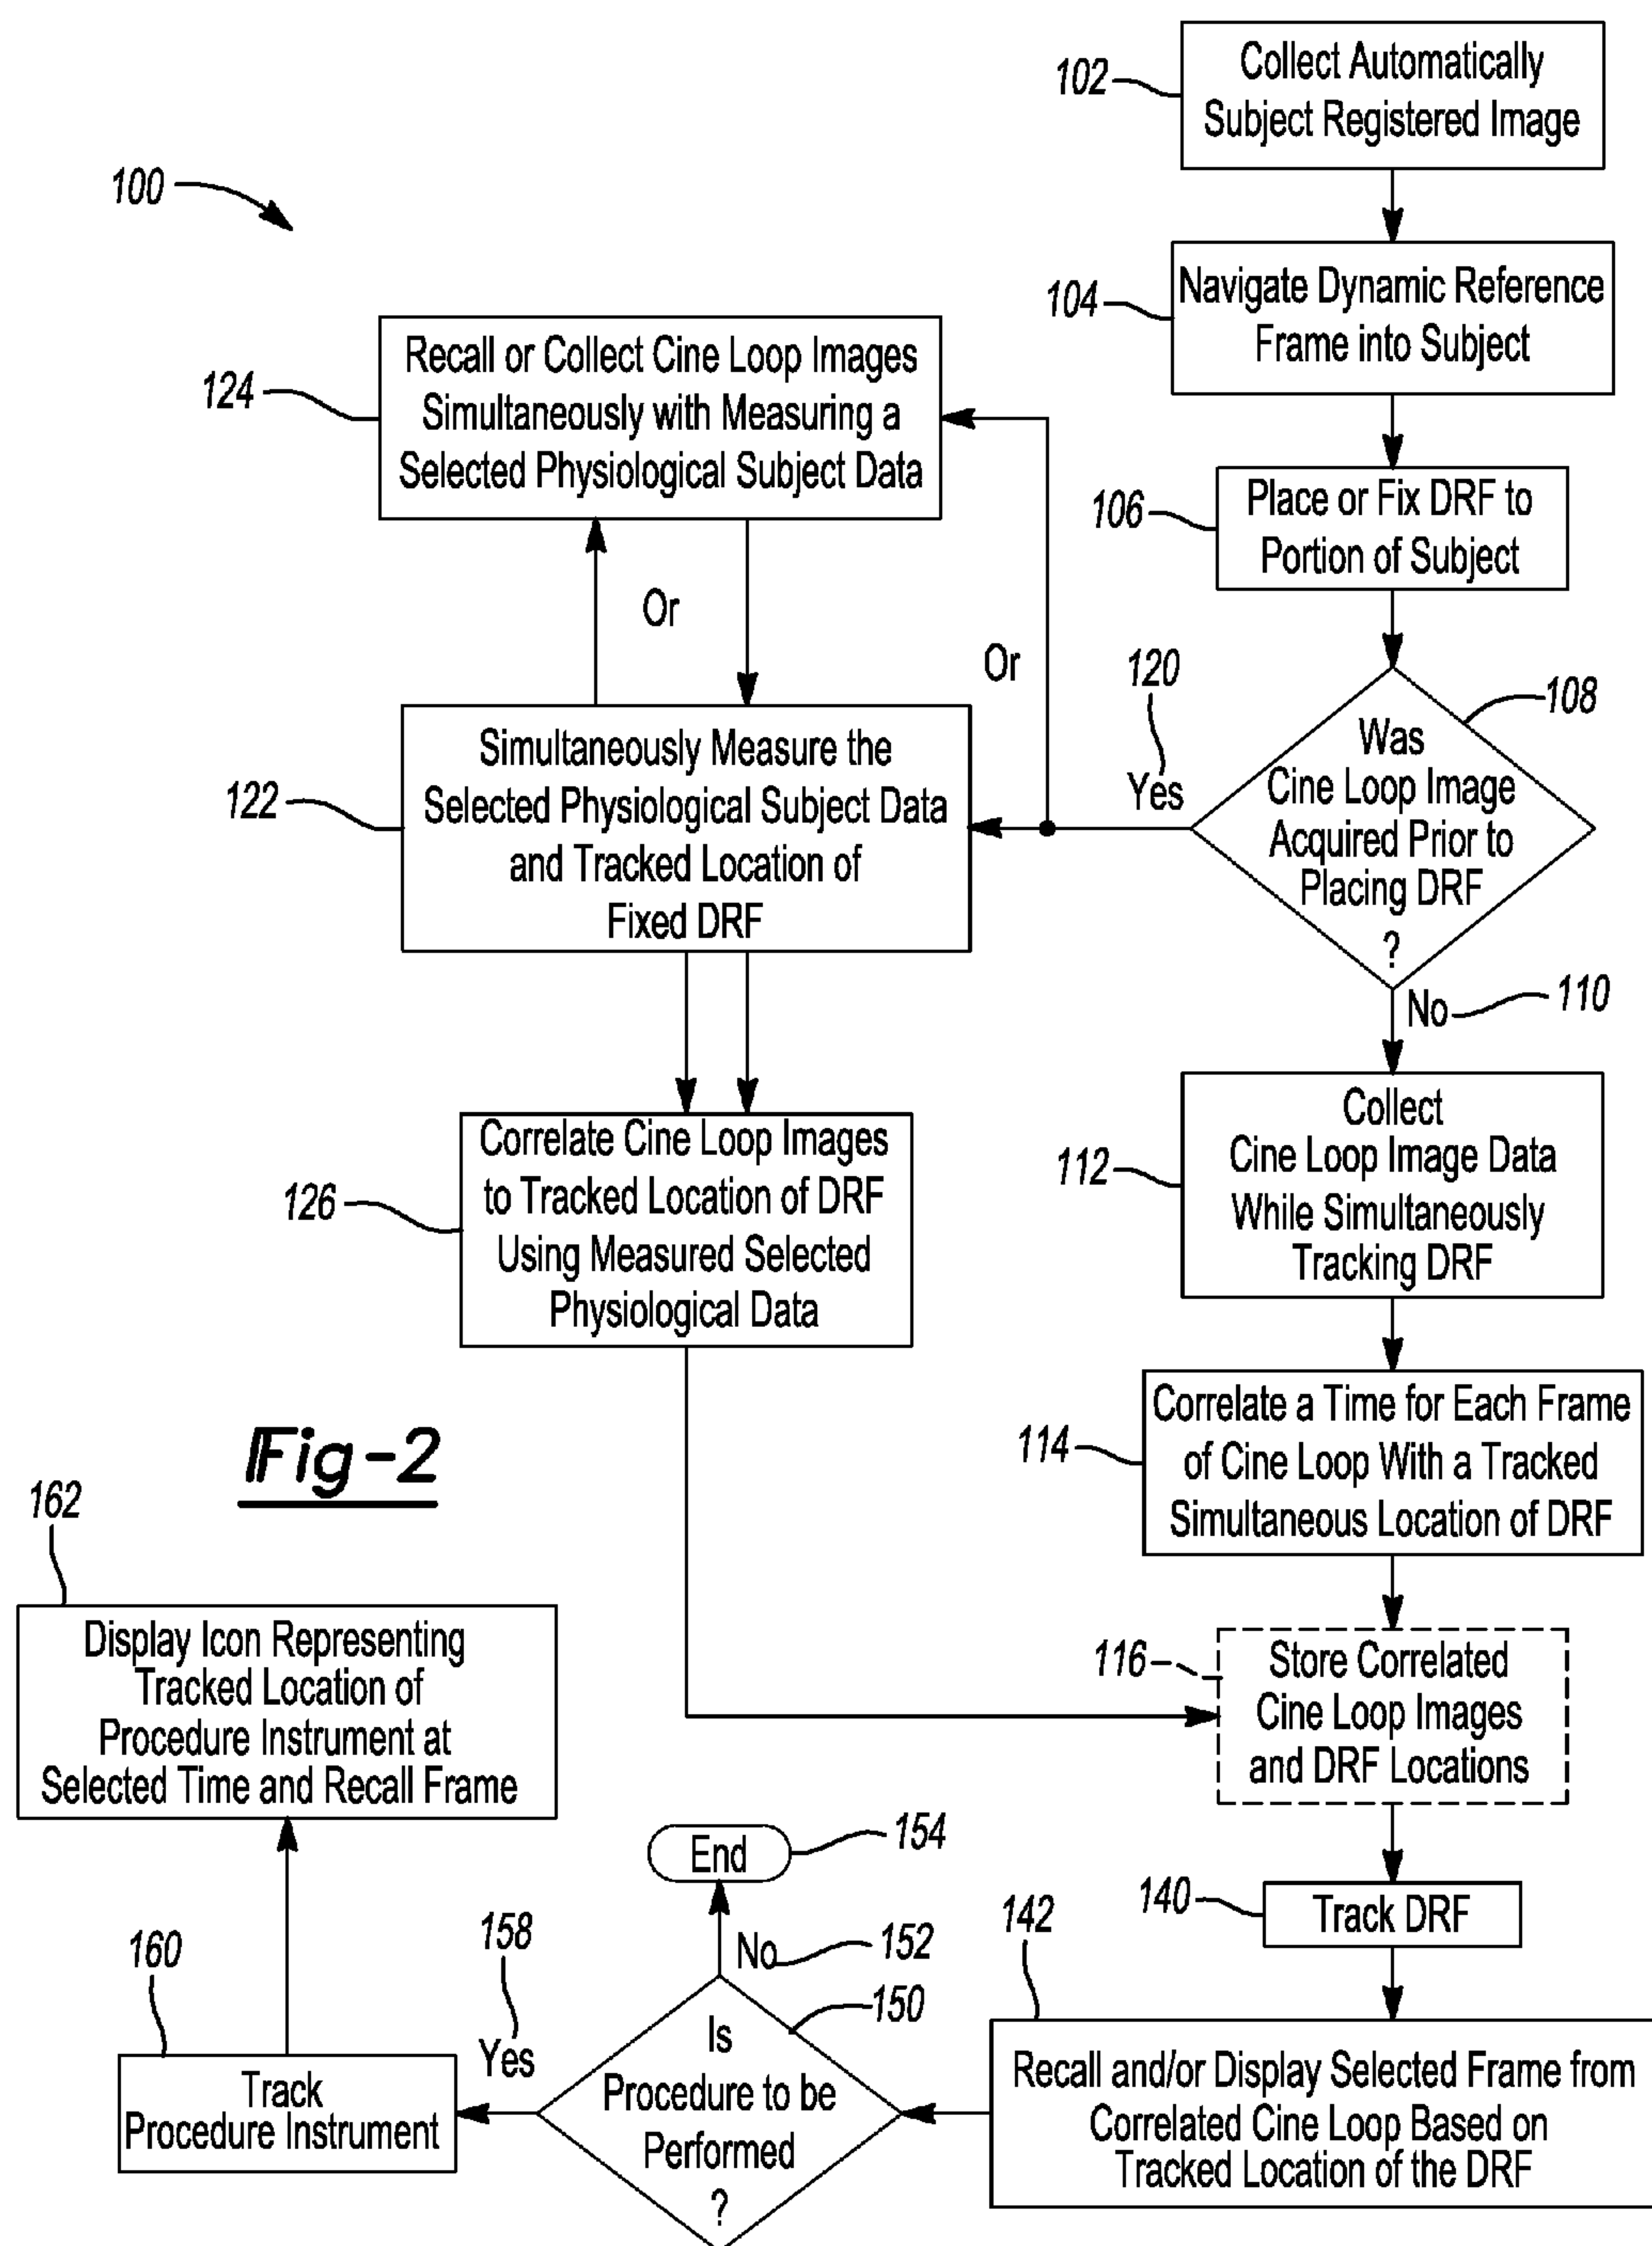 102
Collect Automatically
Subject Registered Image
100
104
Navigate Dynamic Reference
Frame into Subject
124
Recall or Collect Cine Loop Images
Simultaneously with Measuring a
Selected Physiological Subject Data
106
Place or Fix DRF to
Portion of Subject
Or
Or
120
Yes
108
Was
Cine Loop Image
Acquired Prior to
Placing DRF
?
122
Simultaneously Measure the
Selected Physiological Subject Data
and Tracked Location of
Fixed DRF
No
110
112
Collect
Cine Loop Image Data
While Simultaneously
Tracking DRF
126
Correlate Cine Loop Images
to Tracked Location of DRF
Using Measured Selected
Physiological Data
114
Correlate a Time for Each Frame
of Cine Loop With a Tracked
Simultaneous Location of DRF
Fig-2
162
Display Icon Representing
Tracked Location of
Procedure Instrument at
Selected Time and Recall Frame
116
Store Correlated
Cine Loop Images
and DRF Locations
End
154
140
Track DRF
142
Recall and/or Display Selected Frame from
Correlated Cine Loop Based on
Tracked Location of the DRF
No
152
150
Is
Procedure to be
Performed
?
158
Yes
160
Track
Procedure Instrument